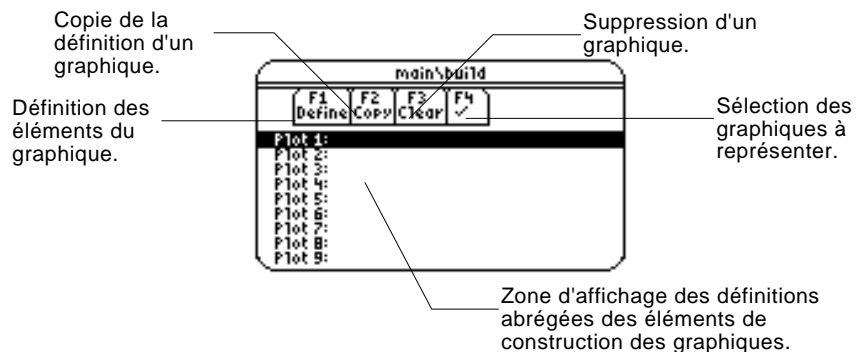 Copie de la
définition d'un
graphique.
Suppression d'un
graphique.
main\build
F1 F2 F3 F4
Define Copy Clear ✓
Définition des
éléments du
graphique.
Sélection des
graphiques à
représenter.
Plot 1:
Plot 2:
Plot 3:
Plot 4:
Plot 5:
Plot 6:
Plot 7:
Plot 8:
Plot 9:
Zone d'affichage des définitions
abrégées des éléments de
construction des graphiques.